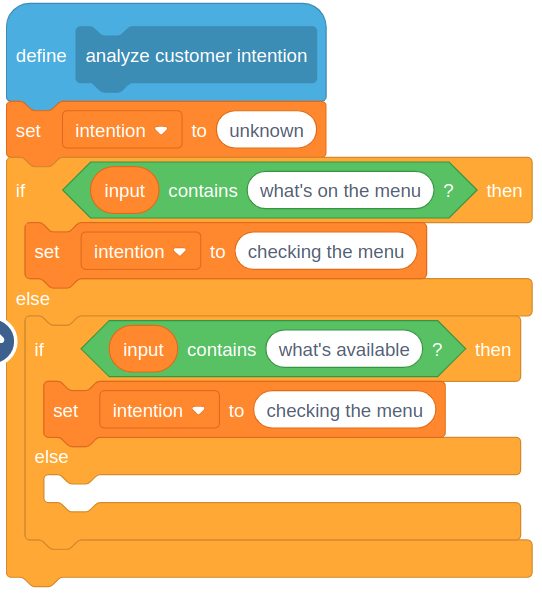 define analyze customer intention
set intention to unknown
if input contains what's on the menu ? then
set intention to checking the menu
else
if input contains what's available ? then
set intention to checking the menu
else